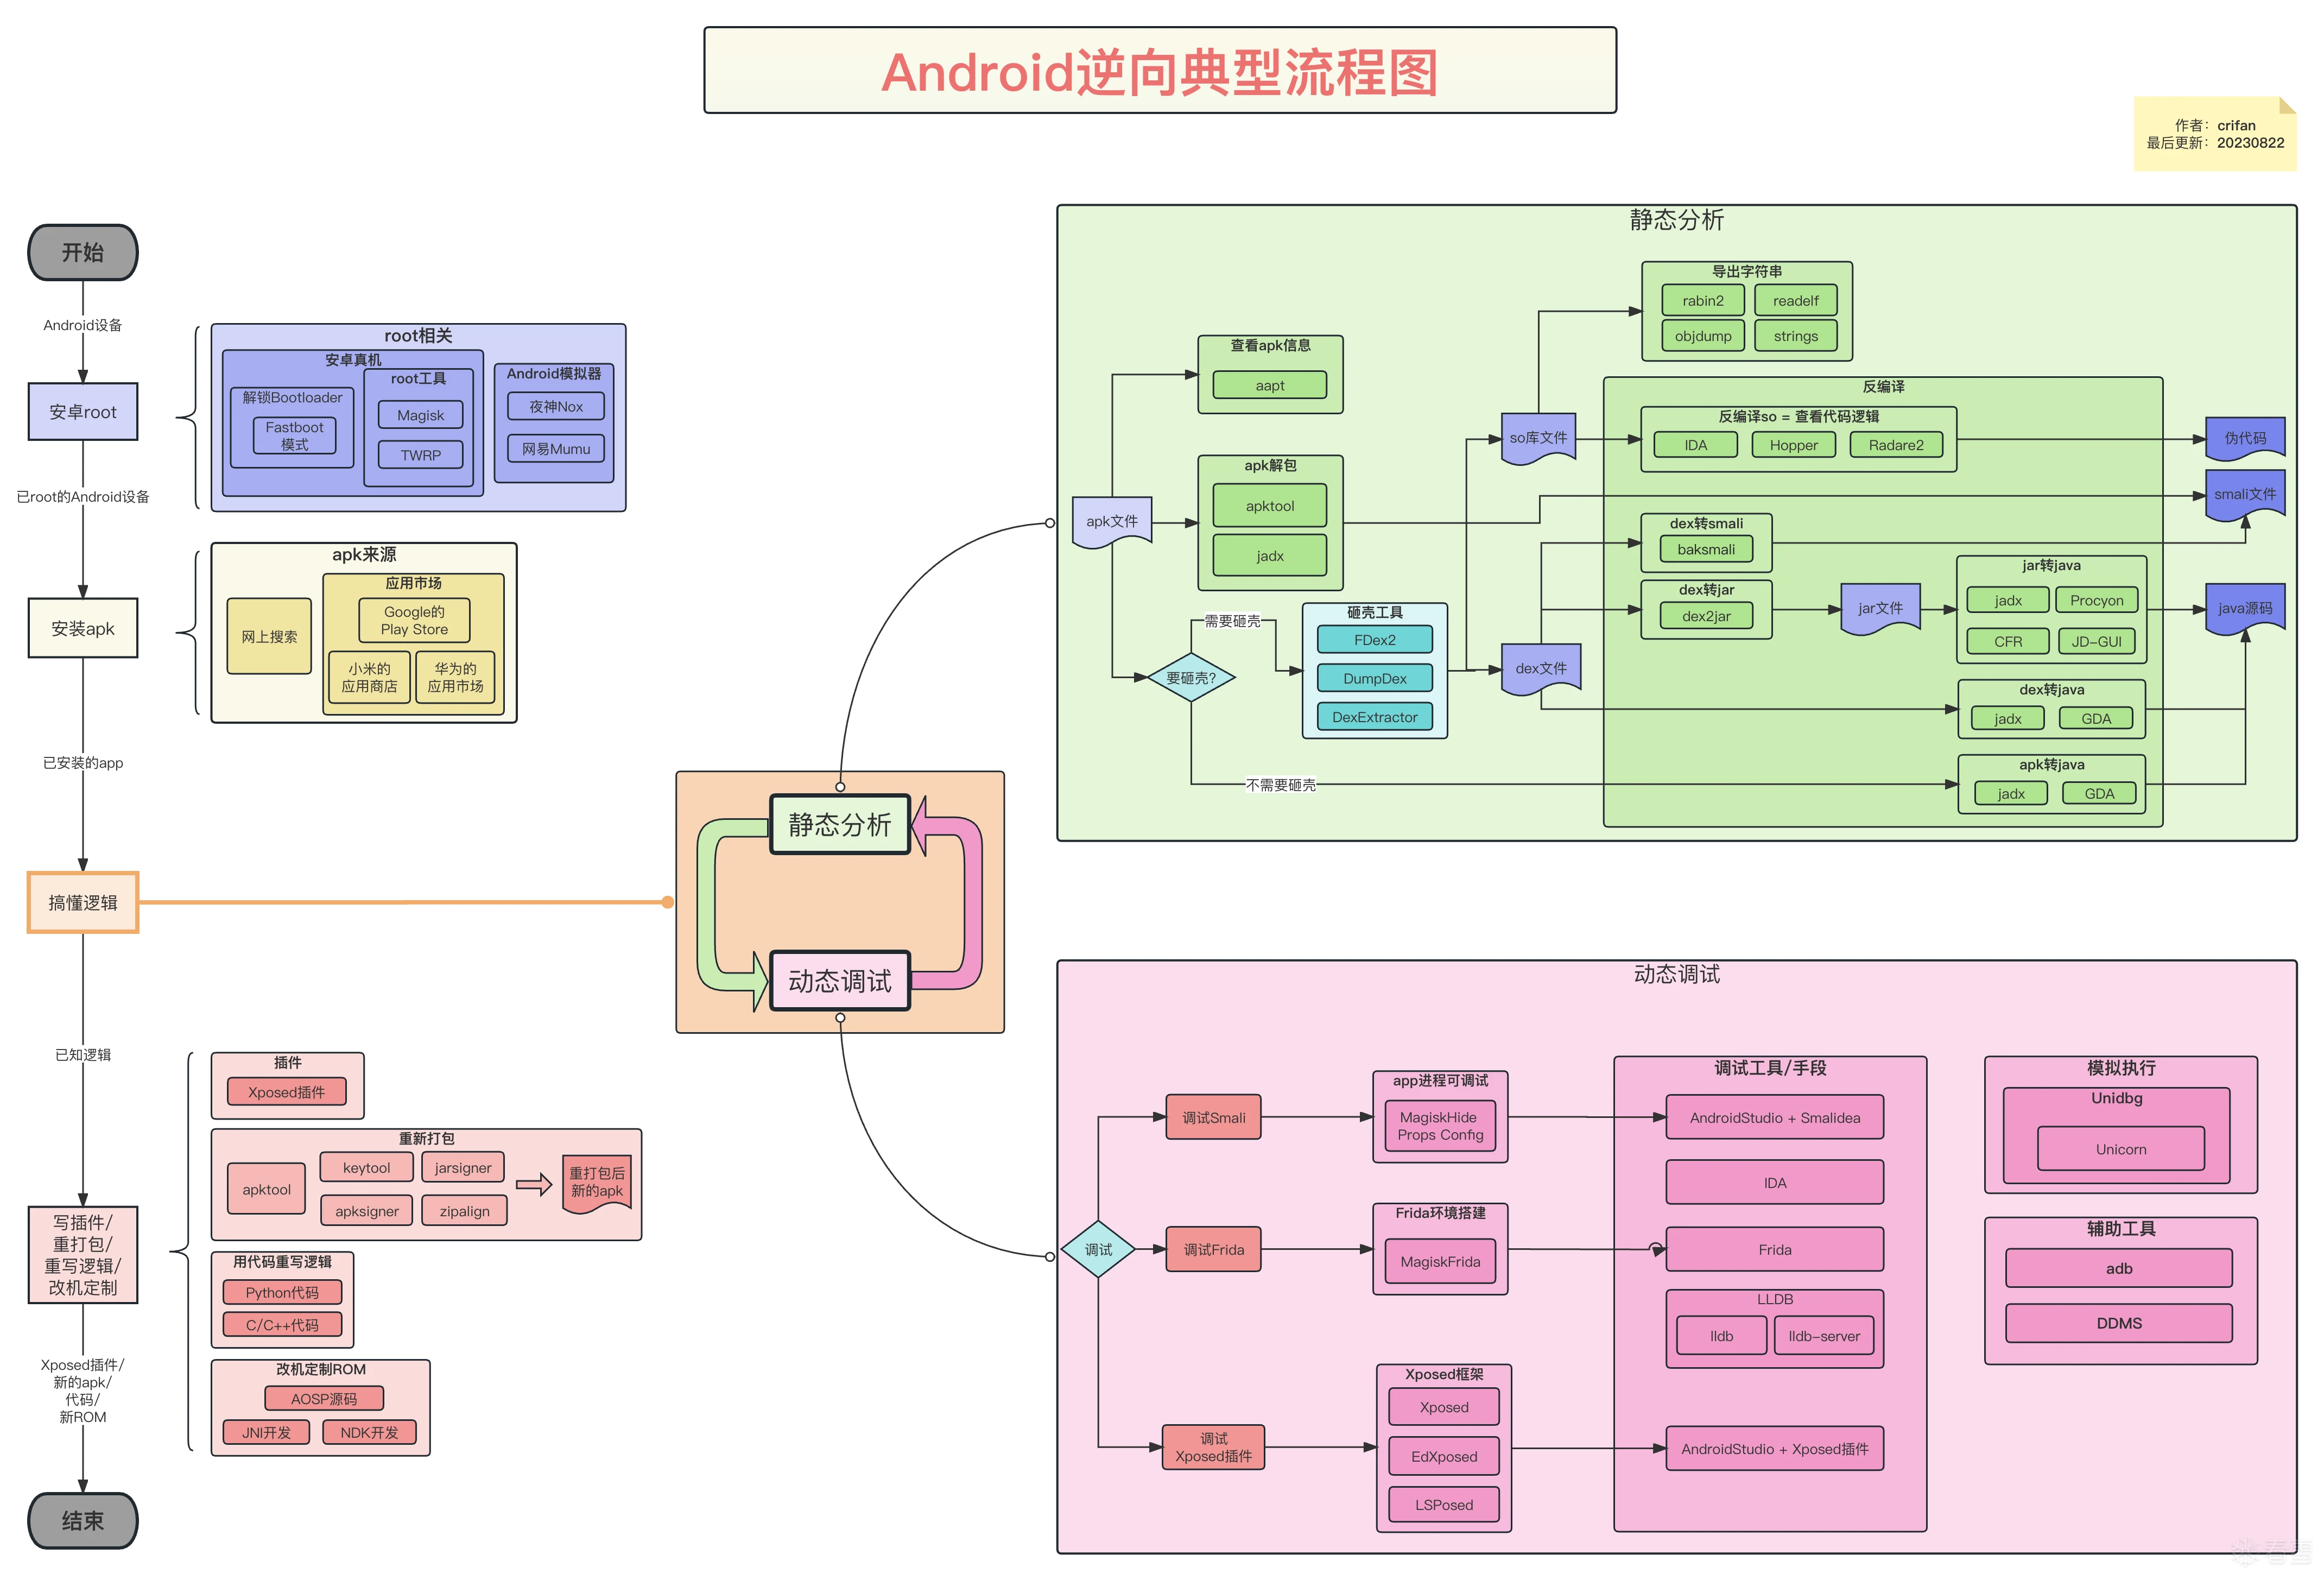 Android逆向典型流程图
作者：crifan
最后更新：20230822
开始
Android设备
安卓root
已root的Android设备
安装apk
已安装的app
搞懂逻辑
已知逻辑
写插件/
重打包/
重写逻辑/
改机定制
Xposed插件/
新的apk/
代码/
新ROM
结束
root相关
安卓真机
解锁Bootloader
Fastboot
模式
root工具
Magisk
TWRP
Android模拟器
夜神Nox
网易Mumu
apk来源
网上搜索
应用市场
Google的
Play Store
小米的
应用商店
华为的
应用市场
静态分析
动态调试
插件
Xposed插件
重新打包
apktool
keytool
jarsigner
apksigner
zipalign
重打包后
新的apk
用代码重写逻辑
Python代码
C/C++代码
改机定制ROM
AOSP源码
JNI开发
NDK开发
静态分析
apk文件
查看apk信息
aapt
apk解包
apktool
jadx
要砸壳?
需要砸壳
不需要砸壳
砸壳工具
FDex2
DumpDex
DexExtractor
so库文件
dex文件
导出字符串
rabin2
readelf
objdump
strings
反编译
反编译so = 查看代码逻辑
IDA
Hopper
Radare2
dex转smali
baksmali
dex转jar
dex2jar
jar文件
jar转java
jadx
Procyon
CFR
JD-GUI
dex转java
jadx
GDA
apk转java
jadx
GDA
伪代码
smali文件
java源码
动态调试
调试
调试Smali
调试Frida
调试
Xposed插件
app进程可调试
MagiskHide
Props Config
Frida环境搭建
MagiskFrida
Xposed框架
Xposed
EdXposed
LSPosed
调试工具/手段
AndroidStudio + Smalidea
IDA
Frida
LLDB
lldb
lldb-server
AndroidStudio + Xposed插件
模拟执行
Unidbg
Unicorn
辅助工具
adb
DDMS
春雪